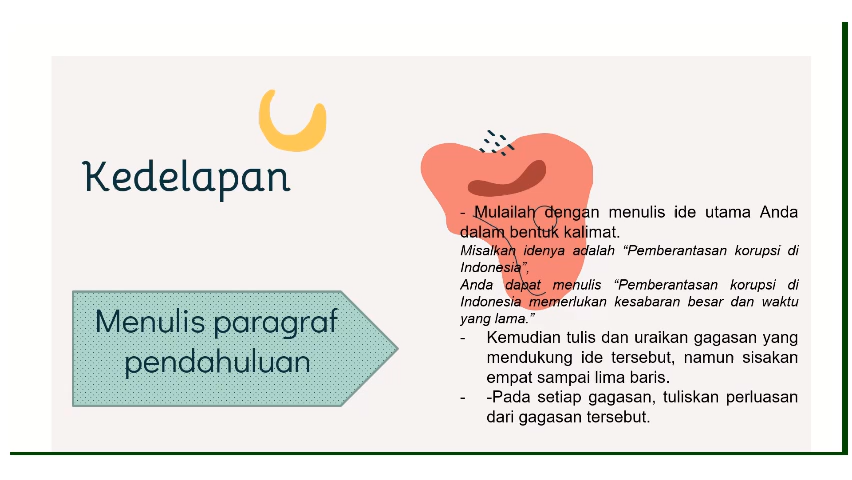 Kedelapan
Menulis paragraf
pendahuluan
- Mulailah dengan menulis ide utama Anda
dalam bentuk kalimat.
Misalkan idenya adalah “Pemberantasan korupsi di
Indonesia”,
Anda dapat menulis “Pemberantasan korupsi di
Indonesia memerlukan kesabaran besar dan waktu
yang lama.”
- Kemudian tulis dan uraikan gagasan yang
mendukung ide tersebut, namun sisakan
empat sampai lima baris.
- -Pada setiap gagasan, tuliskan perluasan
dari gagasan tersebut.